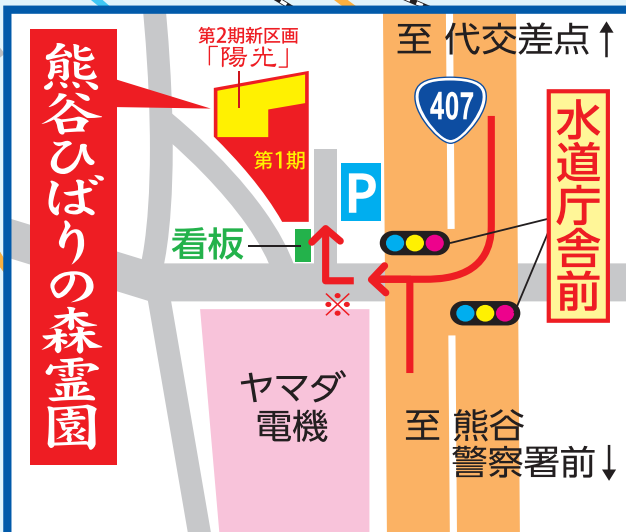 第2期新区画
「陽光」
至 代交差点↑
407
熊谷ひばりの森霊園
第1期
P
水道庁舎前
看板
※
ヤマダ
電機
至 熊谷
警察署前↓